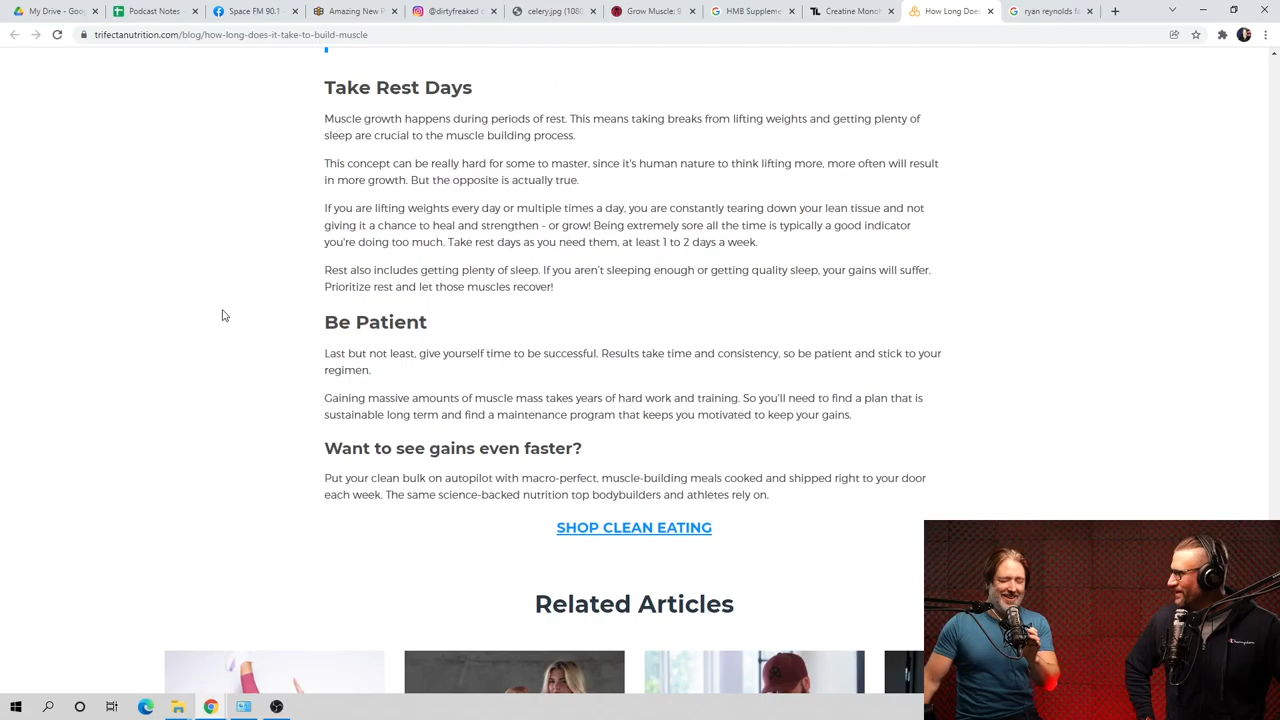 My Drive - Goog
Podcast Notes -
Space FM 90.1 -
Amazing New P
@dirtyfreaked c
celery.jpg (1080
Grow Muscle: 9
HMB Suppleme
Creatine Monoh
How Long Does
ryan reynolds fa
trifectanutrition.com/blog/how-long-does-it-take-to-build-muscle
Take Rest Days
Muscle growth happens during periods of rest. This means taking breaks from lifting weights and getting plenty of
sleep are crucial to the muscle building process.
This concept can be really hard for some to master, since it's human nature to think lifting more, more often will result
in more growth. But the opposite is actually true.
If you are lifting weights every day or multiple times a day, you are constantly tearing down your lean tissue and not
giving it a chance to heal and strengthen - or grow! Being extremely sore all the time is typically a good indicator
you're doing too much. Take rest days as you need them, at least 1 to 2 days a week.
Rest also includes getting plenty of sleep. If you aren't sleeping enough or getting quality sleep, your gains will suffer.
Prioritize rest and let those muscles recover!
Be Patient
Last but not least, give yourself time to be successful. Results take time and consistency, so be patient and stick to your
regimen.
Gaining massive amounts of muscle mass takes years of hard work and training. So you'll need to find a plan that is
sustainable long term and find a maintenance program that keeps you motivated to keep your gains.
Want to see gains even faster?
Put your clean bulk on autopilot with macro-perfect, muscle-building meals cooked and shipped right to your door
each week. The same science-backed nutrition top bodybuilders and athletes rely on.
SHOP CLEAN EATING
Related Articles
Champion